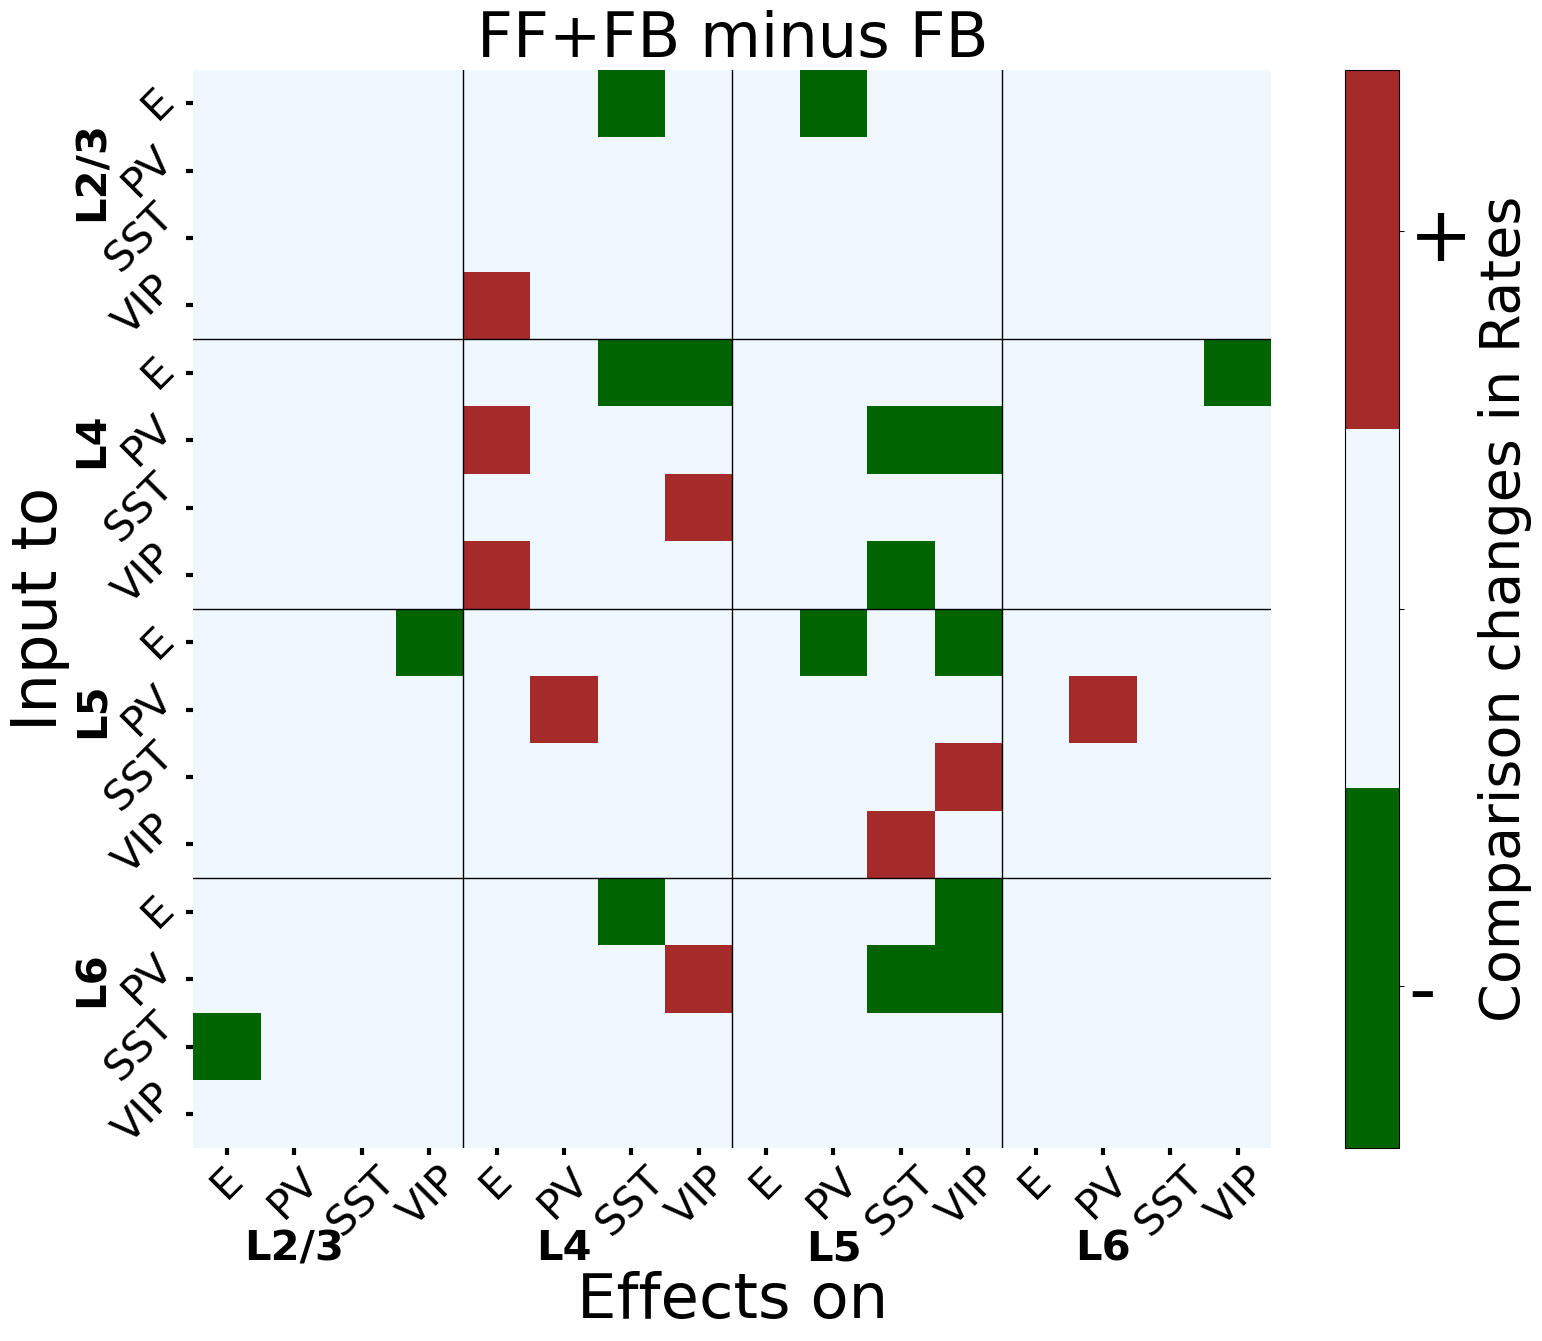 FF+FB minus FB
Input to
L2/3
E
PV
SST
VIP
L4
E
PV
SST
VIP
L5
E
PV
SST
VIP
L6
E
PV
SST
VIP
E PV SST VIP E PV SST VIP E PV SST VIP E PV SST VIP
L2/3 L4 L5 L6
Effects on
+
-
Comparison changes in Rates